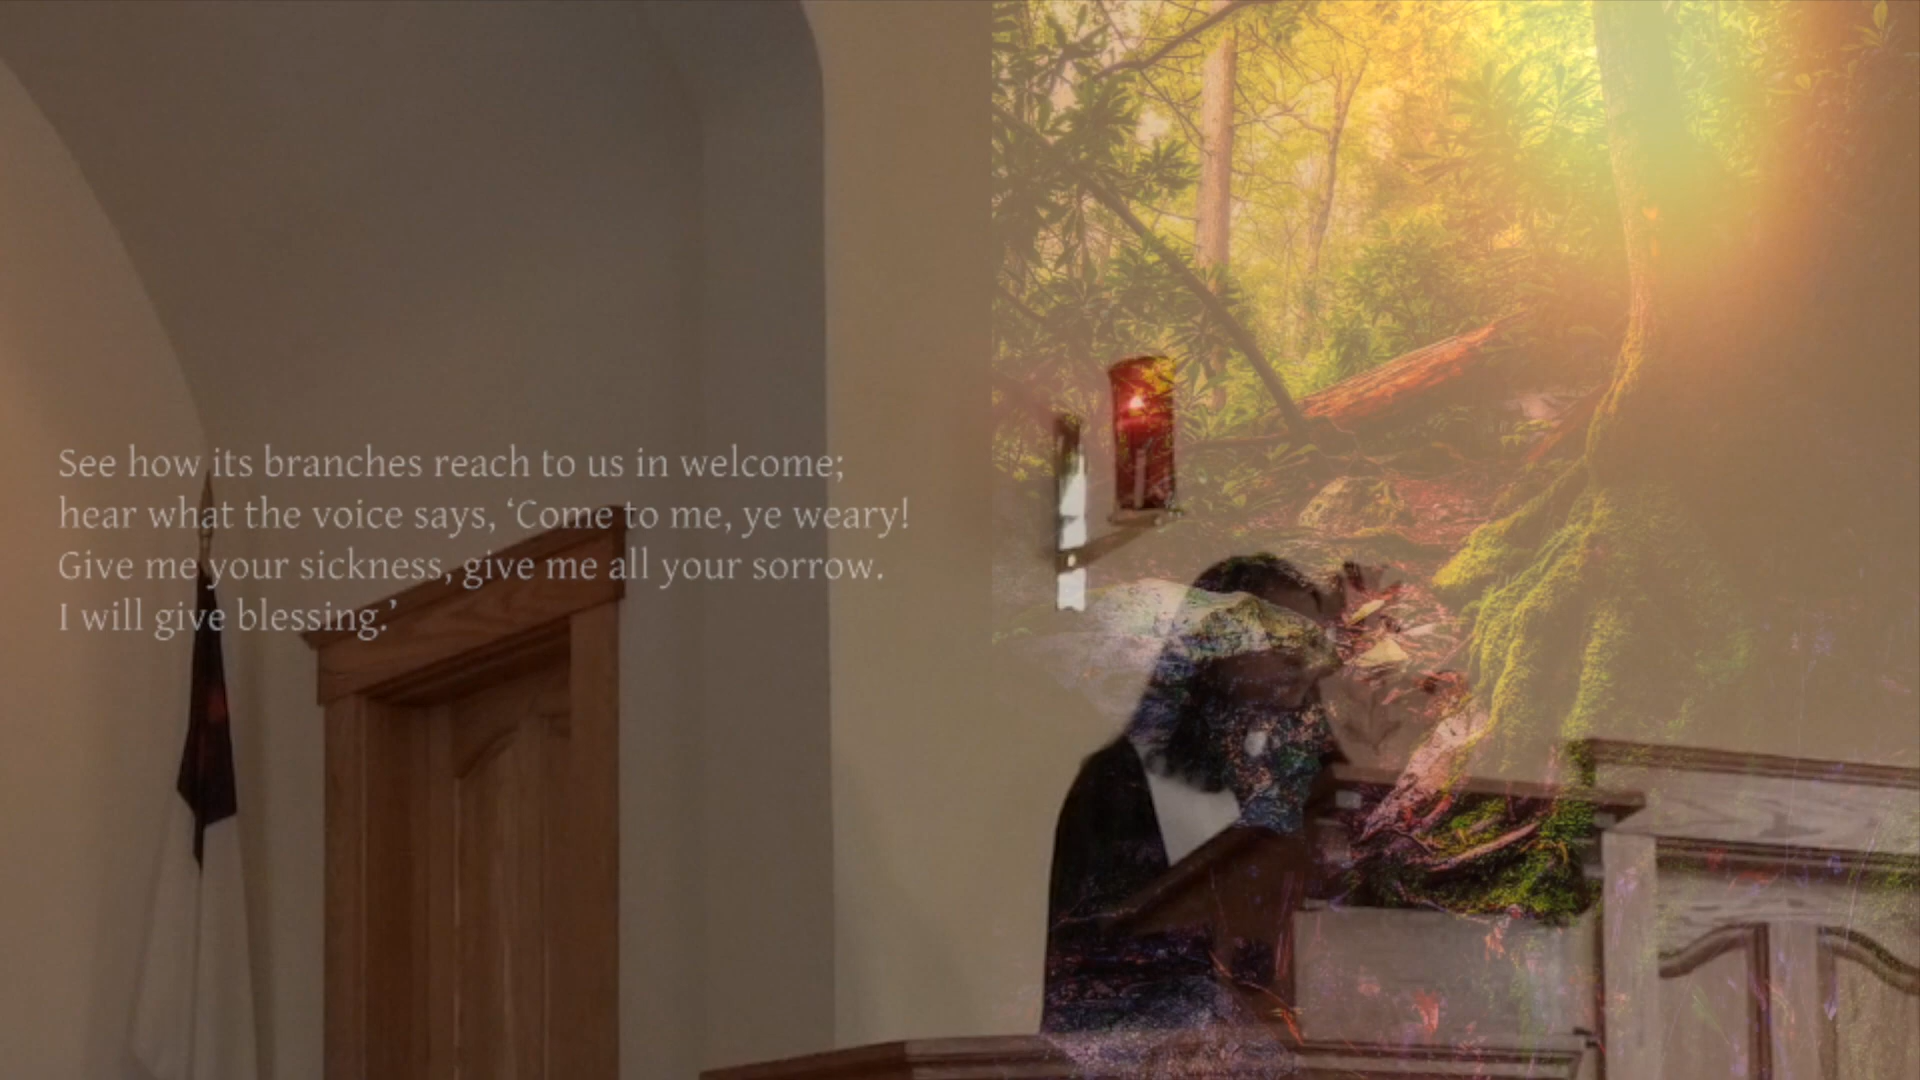 See how its branches reach to us in welcome;
hear what the voice says, ‘Come to me, ye weary!
Give me your sickness, give me all your sorrow.
I will give blessing.’